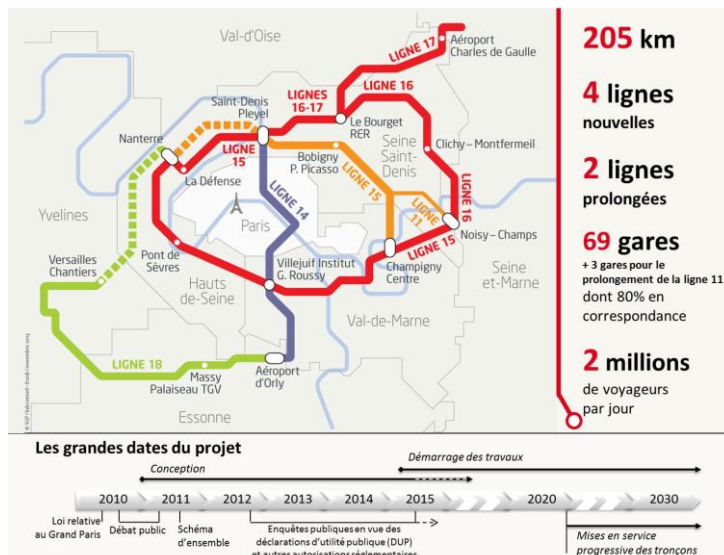 Val-d'Oise
Aéroport
Charles de Gaulle
LIGNE 17
LIGNES
16-17
LIGNE 16
Saint-Denis
Pleyel
Le Bourget
RER
Nanterre
LIGNE
15
Bobigny
P. Picasso
Seine
Saint-
Denis
Clichy – Montfermeil
La Défense
LIGNE 15
LIGNE 14
LIGNE
11
LIGNE 16
Yvelines
Paris
Noisy – Champs
Versailles
Chantiers
Pont de
Sèvres
Villejuif Institut
G. Roussy
LIGNE 15
Champigny
Centre
Seine
et-Marne
Hauts
de-Seine
Val-de-Marne
LIGNE 18
Massy
Palaiseau TGV
Aéroport
d'Orly
Essonne
205 km
4 lignes
nouvelles
2 lignes
prolongées
69 gares
+ 3 gares pour le
prolongement de la ligne 11
dont 80% en
correspondance
2 millions
de voyageurs
par jour
Les grandes dates du projet
Conception
Démarrage des travaux
2010 2011 2012 2013 2014 2015 2020 2030
Loi relative
au Grand Paris
Débat public
Schéma
d'ensemble
Enquêtes publiques en vue des
déclarations d'utilité publique (DUP)
et autres autorisations réglementaires
Mises en service
progressive des tronçons